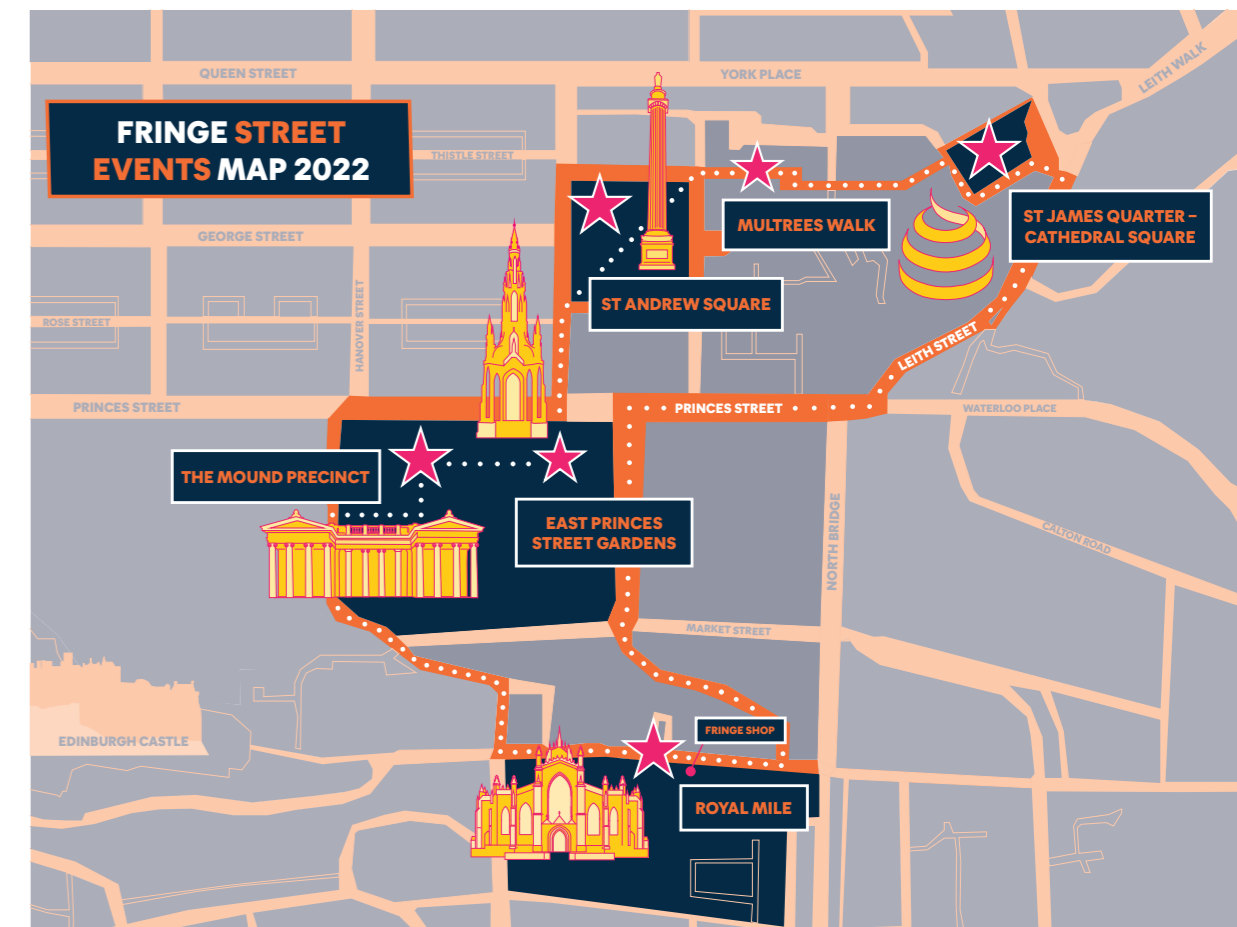 QUEEN STREET
YORK PLACE
LEITH WALK
FRINGE STREET
EVENTS MAP 2022
THISTLE STREET
MULTREES WALK
ST JAMES QUARTER –
CATHEDRAL SQUARE
GEORGE STREET
HANOVER STREET
ROSE STREET
ST ANDREW SQUARE
LEITH STREET
PRINCES STREET
PRINCES STREET
WATERLOO PLACE
THE MOUND PRECINCT
EAST PRINCES
STREET GARDENS
NORTH BRIDGE
CALTON ROAD
MARKET STREET
FRINGE SHOP
EDINBURGH CASTLE
ROYAL MILE